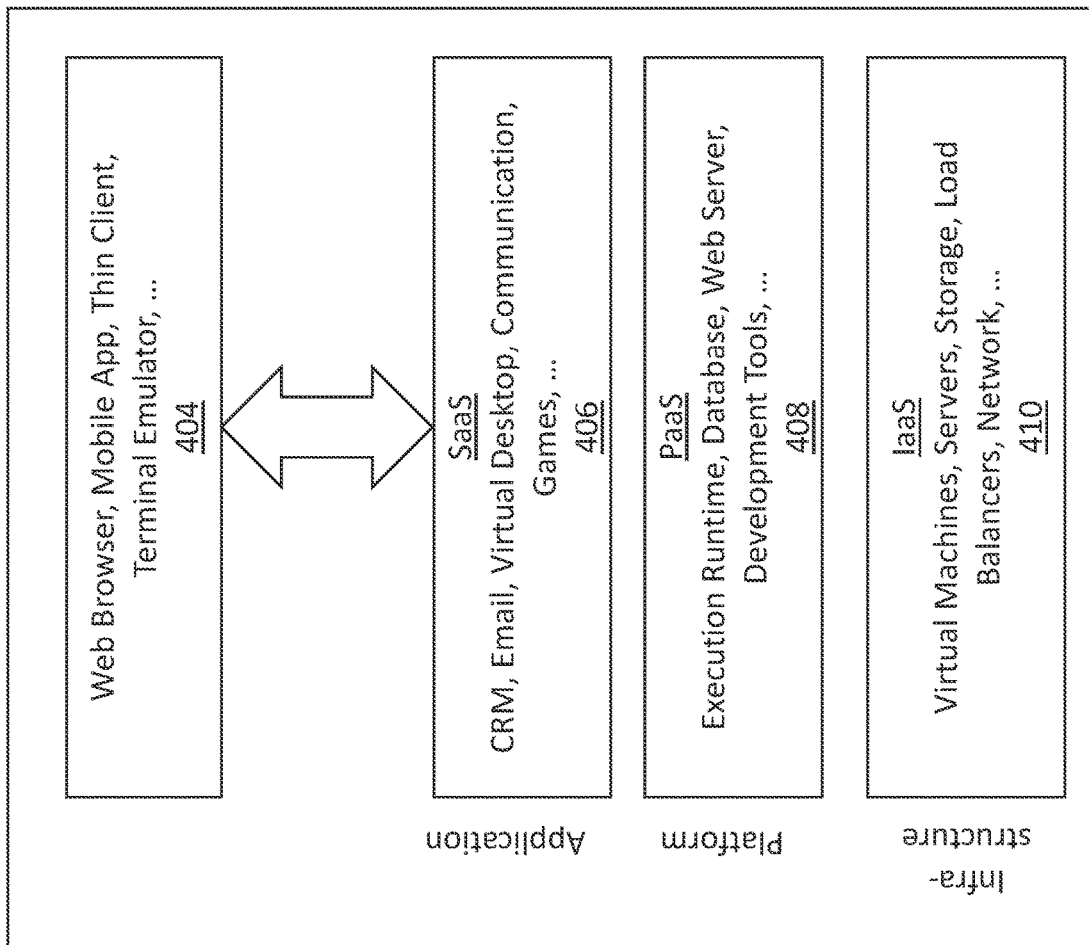 Web Browser, Mobile App, Thin Client,
Terminal Emulator, ...
404
Application
SaaS
CRM, Email, Virtual Desktop, Communication,
Games, ...
406
Platform
PaaS
Execution Runtime, Database, Web Server,
Development Tools, ...
408
Infra-
structure
IaaS
Virtual Machines, Servers, Storage, Load
Balancers, Network, ...
410